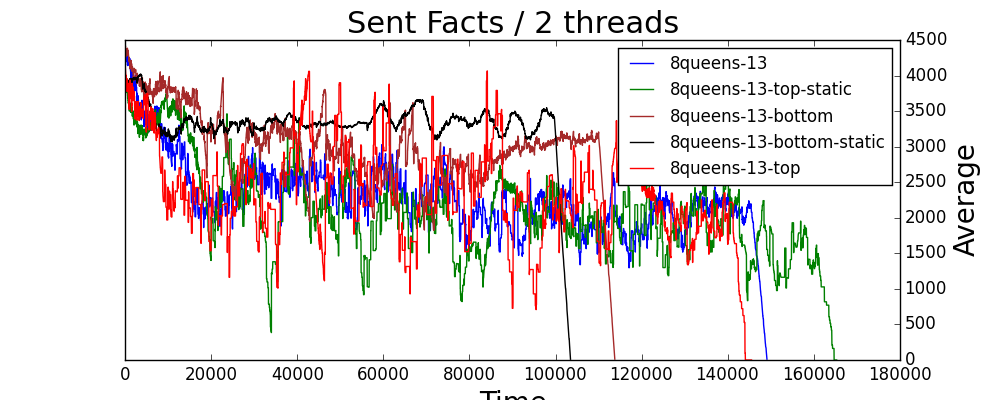 Sent Facts / 2 threads
8queens-13
8queens-13-top-static
8queens-13-bottom
8queens-13-bottom-static
8queens-13-top
4500
4000
3500
3000
2500
2000
1500
1000
500
0
Average
0 20000 40000 60000 80000 100000 120000 140000 160000 180000
Time